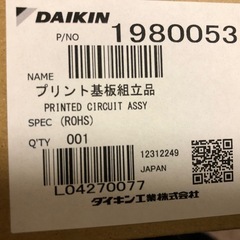 DAIKIN
P/NO 1980053
NAME
プリント基板組立品
PRINTED CIRCUIT ASSY
SPEC (ROHS)
Q'TY 001
12312249
JAPAN
L04270077
ダイキン工業株式会社